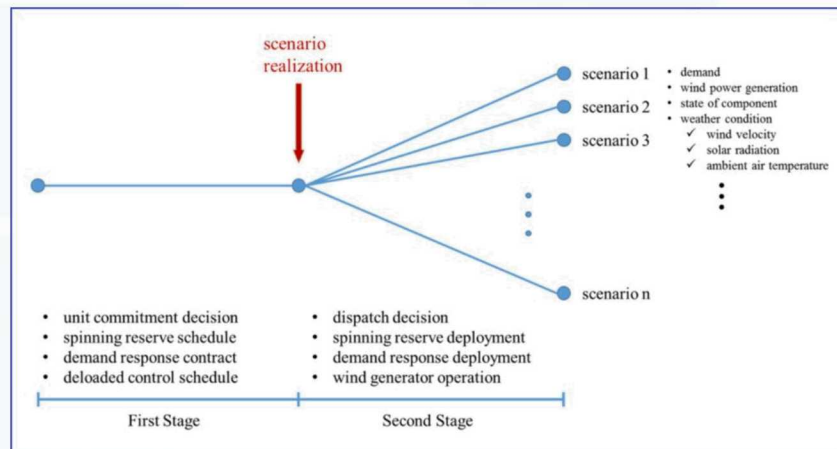 scenario
realization
scenario 1
scenario 2
scenario 3
scenario n
• demand
• wind power generation
• state of component
• weather condition
✓ wind velocity
✓ solar radiation
✓ ambient air temperature
• unit commitment decision
• spinning reserve schedule
• demand response contract
• deloaded control schedule
• dispatch decision
• spinning reserve deployment
• demand response deployment
• wind generator operation
First Stage
Second Stage